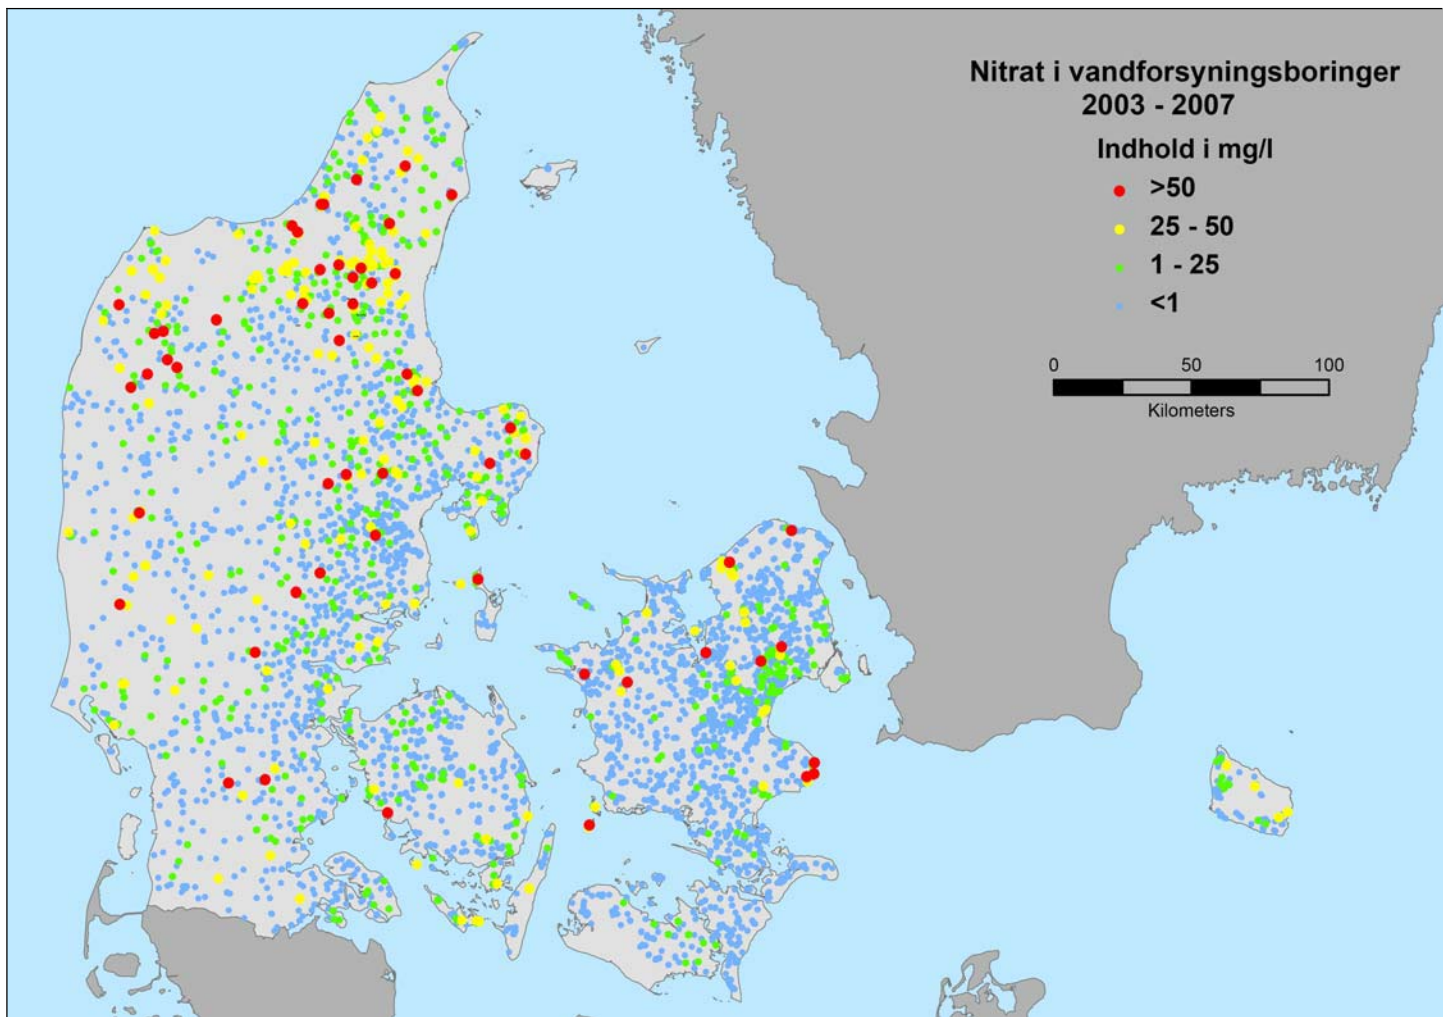 Nitrat i vandforsyningsboringer
2003 - 2007
Indhold i mg/l
>50
25 - 50
1 - 25
<1
0 50 100
Kilometers